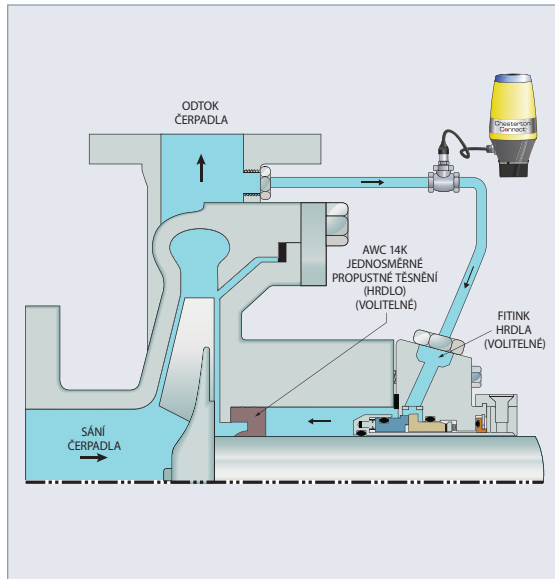 ODTOK
ČERPADLA
Chesterton
Connect
AWC 14K
JEDNOSMĚRNÉ
PROPUSTNÉ TĚSNĚNÍ
(HRDLO)
(VOLITELNÉ)
FITINK
HRDLA
(VOLITELNÉ)
SÁNÍ
ČERPADLA